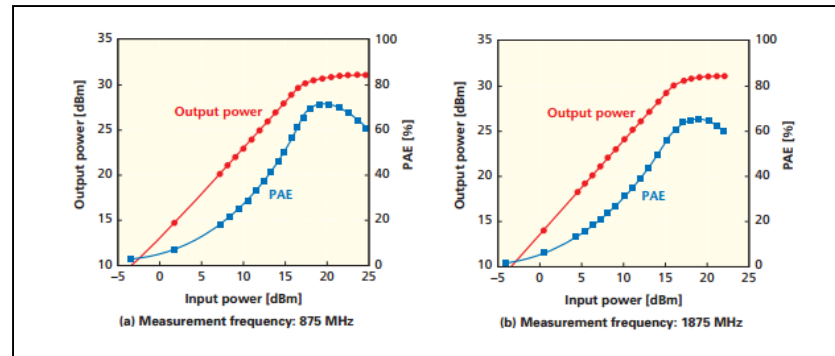 35
30
25
20
15
10
Output power [dBm]
100
80
60
40
20
0
PAE [%]
Output power
PAE
-5 0 5 10 15 20 25
Input power [dBm]
(a) Measurement frequency: 875 MHz
35
30
25
20
15
10
Output power [dBm]
100
80
60
40
20
0
PAE [%]
Output power
PAE
-5 0 5 10 15 20 25
Input power [dBm]
(b) Measurement frequency: 1875 MHz